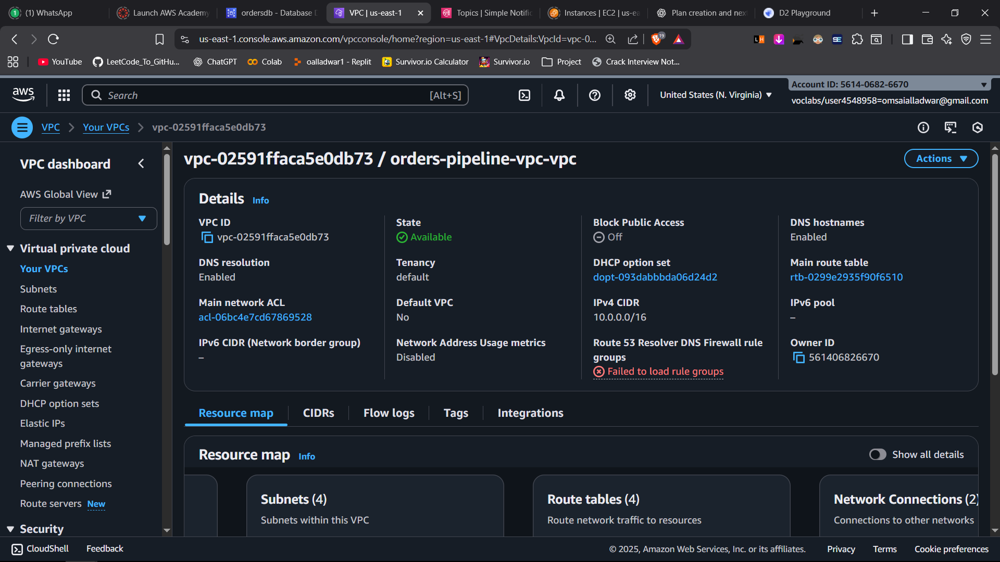 (1) WhatsApp
Launch AWS Academy
ordersdb - Database D
VPC | us-east-1
Topics | Simple Notific
Instances | EC2 | us-ea
Plan creation and next
D2 Playground
us-east-1.console.aws.amazon.com/vpcconsole/home?region=us-east-1#VpcDetails:VpcId=vpc-0...
19
LH
SE
YouTube
LeetCode_To_GitHu...
ChatGPT
Colab
oalladwar1 - Replit
Survivor.io Calculator
Survivor.io
Project
Crack Interview Not...
aws
Search
[Alt+S]
United States (N. Virginia)
Account ID: 5614-0682-6670
voclabs/user4548958=omsaialladwar@gmail.com
VPC
Your VPCs
vpc-02591ffaca5e0db73
VPC dashboard
AWS Global View
Filter by VPC
Virtual private cloud
Your VPCs
Subnets
Route tables
Internet gateways
Egress-only internet
gateways
Carrier gateways
DHCP option sets
Elastic IPs
Managed prefix lists
NAT gateways
Peering connections
Route servers New
Security
vpc-02591ffaca5e0db73 / orders-pipeline-vpc-vpc
Actions
Details Info
VPC ID
vpc-02591ffaca5e0db73
State
Available
Block Public Access
Off
DNS hostnames
Enabled
DNS resolution
Enabled
Tenancy
default
DHCP option set
dopt-093dabbbda06d24d2
Main route table
rtb-0299e2935f90f6510
Main network ACL
acl-06bc4e7cd67869528
Default VPC
No
IPv4 CIDR
10.0.0.0/16
IPv6 pool
–
IPv6 CIDR (Network border group)
–
Network Address Usage metrics
Disabled
Route 53 Resolver DNS Firewall rule
groups
Failed to load rule groups
Owner ID
561406826670
Resource map
CIDRs
Flow logs
Tags
Integrations
Resource map Info
Show all details
Subnets (4)
Subnets within this VPC
Route tables (4)
Route network traffic to resources
Network Connections (2)
Connections to other networks
CloudShell
Feedback
© 2025, Amazon Web Services, Inc. or its affiliates.
Privacy
Terms
Cookie preferences